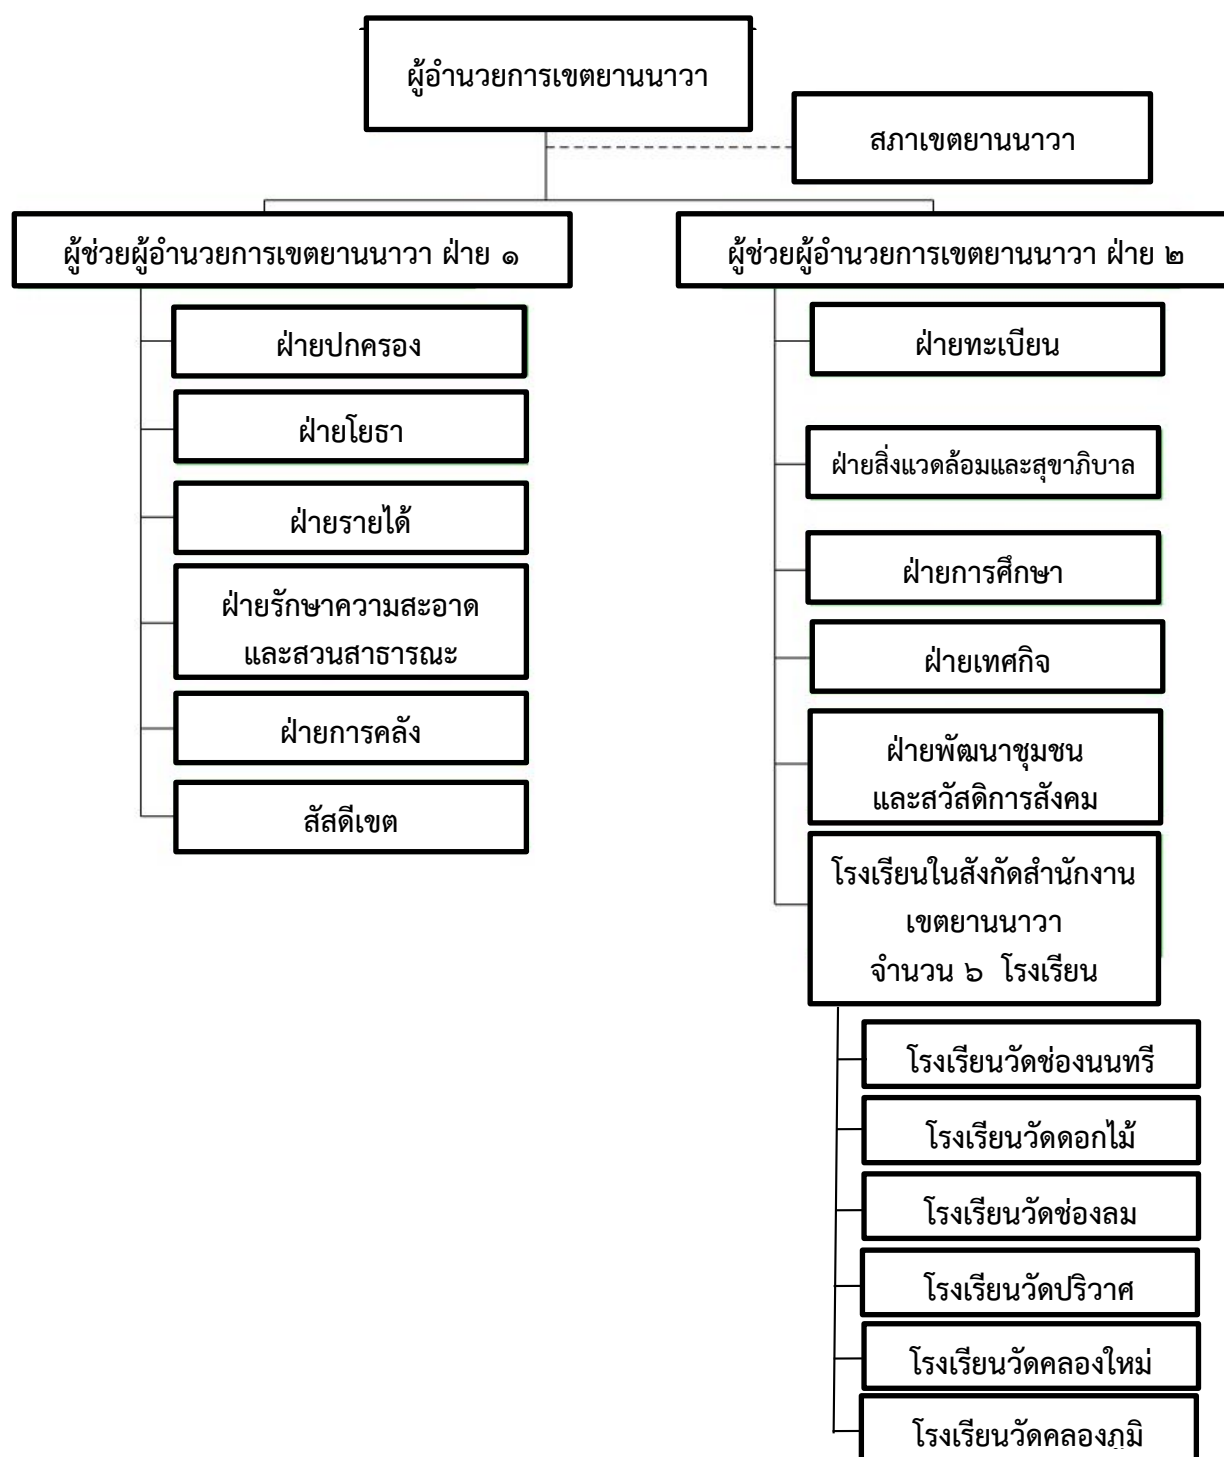 ผู้อำนวยการเขตยานนาวา
สภาเขตยานนาวา
ผู้ช่วยผู้อำนวยการเขตยานนาวา ฝ่าย ๑
ฝ่ายปกครอง
ฝ่ายโยธา
ฝ่ายรายได้
ฝ่ายรักษาความสะอาด
และสวนสาธารณะ
ฝ่ายการคลัง
สัสดีเขต
ผู้ช่วยผู้อำนวยการเขตยานนาวา ฝ่าย ๒
ฝ่ายทะเบียน
ฝ่ายสิ่งแวดล้อมและสุขาภิบาล
ฝ่ายการศึกษา
ฝ่ายเทศกิจ
ฝ่ายพัฒนาชุมชน
และสวัสดิการสังคม
โรงเรียนในสังกัดสำนักงาน
เขตยานนาวา
จำนวน ๖ โรงเรียน
โรงเรียนวัดช่องนนทรี
โรงเรียนวัดดอกไม้
โรงเรียนวัดช่องลม
โรงเรียนวัดปริวาศ
โรงเรียนวัดคลองใหม่
โรงเรียนวัดคลองภูมิ